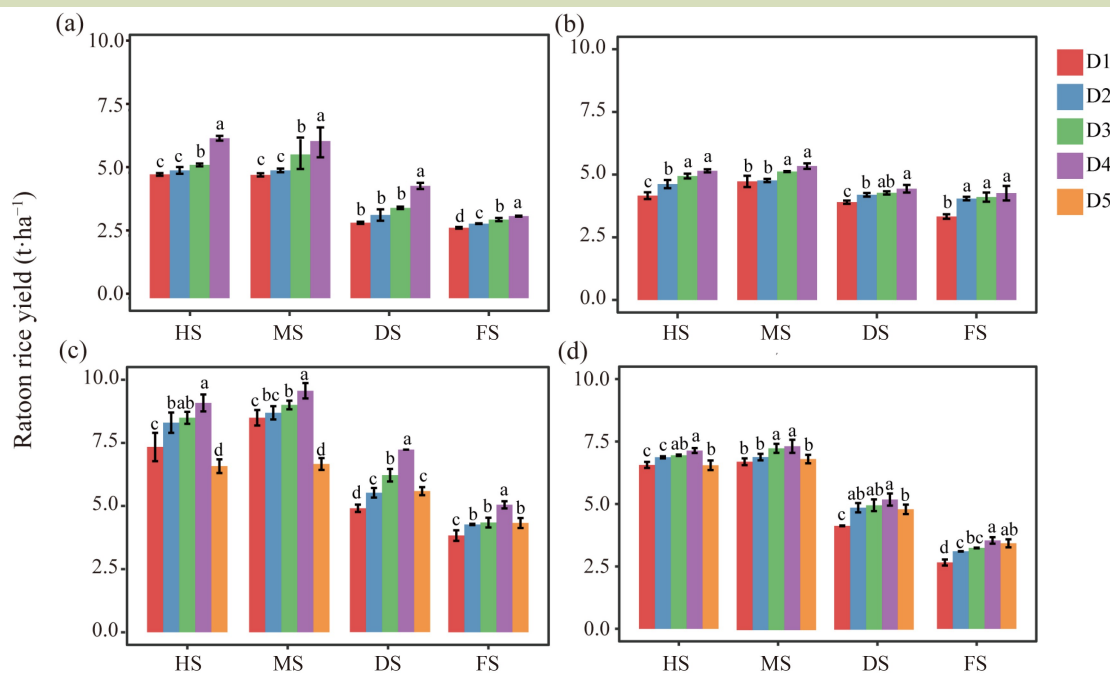 (a)
10.0
7.5
5.0
2.5
0.0
c c b a
c c b a
b b b a
d c b a
HS MS DS FS
(b)
10.0
7.5
5.0
2.5
0.0
c b a a
b b a a
c b ab a
b a a a
HS MS DS FS
D1
D2
D3
D4
D5
Ratoon rice yield (t·ha⁻¹)
(c)
10.0
7.5
5.0
2.5
0.0
c b ab a d
c bc b a d
d c b a c
c b b a b
HS MS DS FS
(d)
10.0
7.5
5.0
2.5
0.0
c c ab a b
b b a a b
c ab ab a b
d c bc a ab
HS MS DS FS